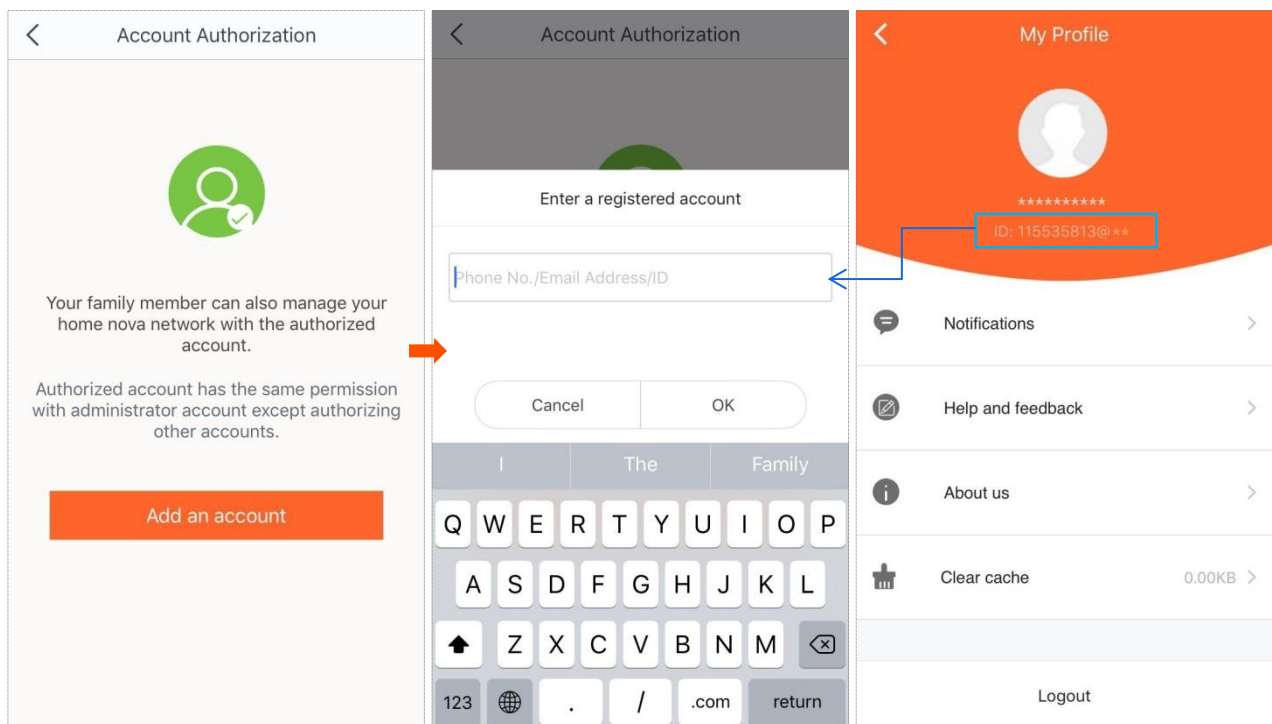 Account Authorization
Your family member can also manage your
home nova network with the authorized
account.
Authorized account has the same permission
with administrator account except authorizing
other accounts.
Add an account
Account Authorization
Enter a registered account
Phone No./Email Address/ID
Cancel
OK
I
The
Family
Q W E R T Y U I O P
A S D F G H J K L
Z X C V B N M
123 . / .com return
My Profile
**********
ID: 115535813@**
Notifications
Help and feedback
About us
Clear cache
0.00KB
Logout